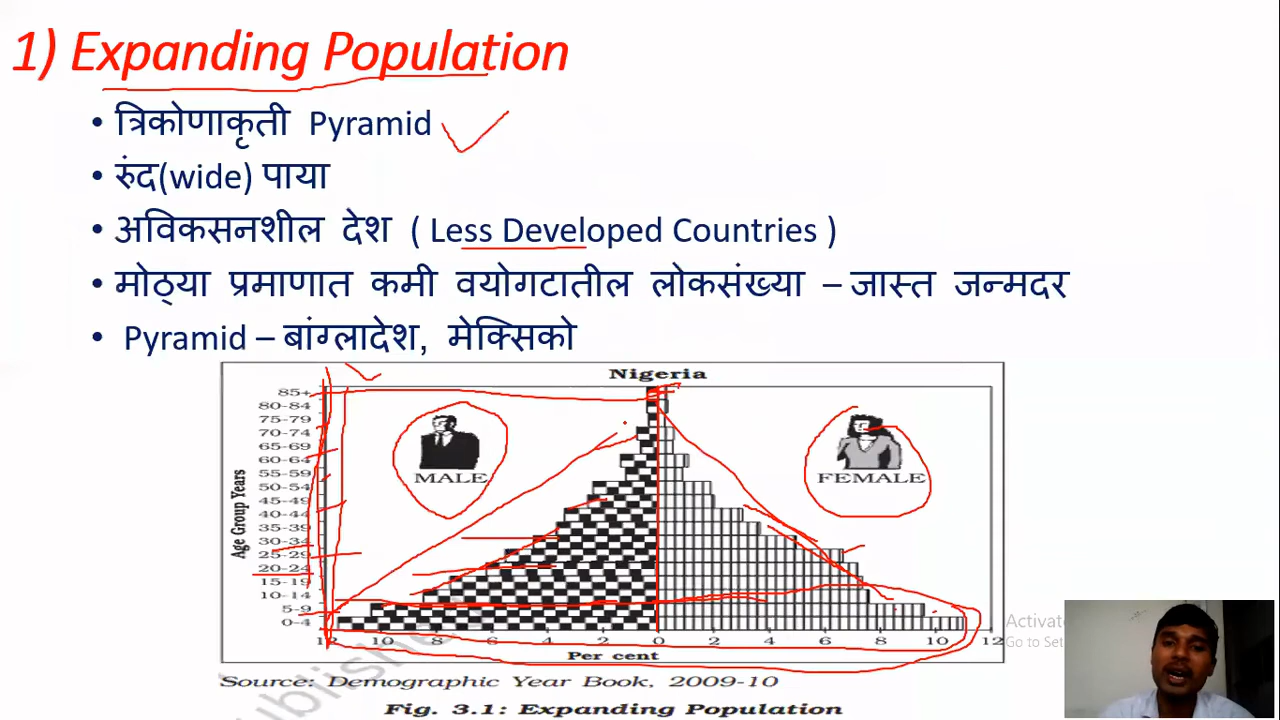 1) Expanding Population
• त्रिकोणाकृती Pyramid
• रुंद(wide) पाया
• अविकसनशील देश ( Less Developed Countries )
• मोठ्या प्रमाणात कमी वयोगटातील लोकसंख्या – जास्त जन्मदर
• Pyramid – बांग्लादेश, मेक्सिको
Nigeria
85+
80-84
75-79
70-74
65-69
60-64
55-59
50-54
45-49
40-44
35-39
30-34
25-29
20-24
15-19
10-14
5-9
0-4
Age Group Years
MALE
FEMALE
12 10 8 6 4 2 0 2 4 6 8 10 12
Per cent
Activate
Go to Set
Source: Demographic Year Book, 2009-10
Fig. 3.1: Expanding Population